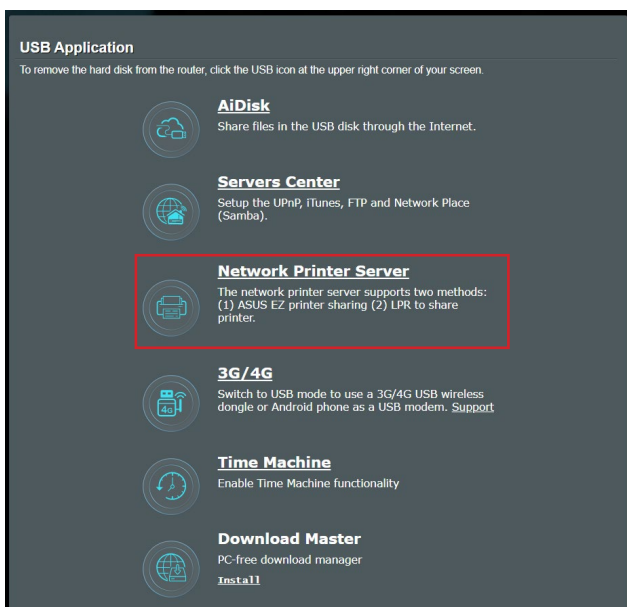 USB Application
To remove the hard disk from the router, click the USB icon at the upper right corner of your screen.
AiDisk
Share files in the USB disk through the Internet.
Servers Center
Setup the UPnP, iTunes, FTP and Network Place
(Samba).
Network Printer Server
The network printer server supports two methods:
(1) ASUS EZ printer sharing (2) LPR to share
printer.
3G/4G
4G
Switch to USB mode to use a 3G/4G USB wireless
dongle or Android phone as a USB modem. Support
Time Machine
Enable Time Machine functionality
Download Master
PC-free download manager
Install